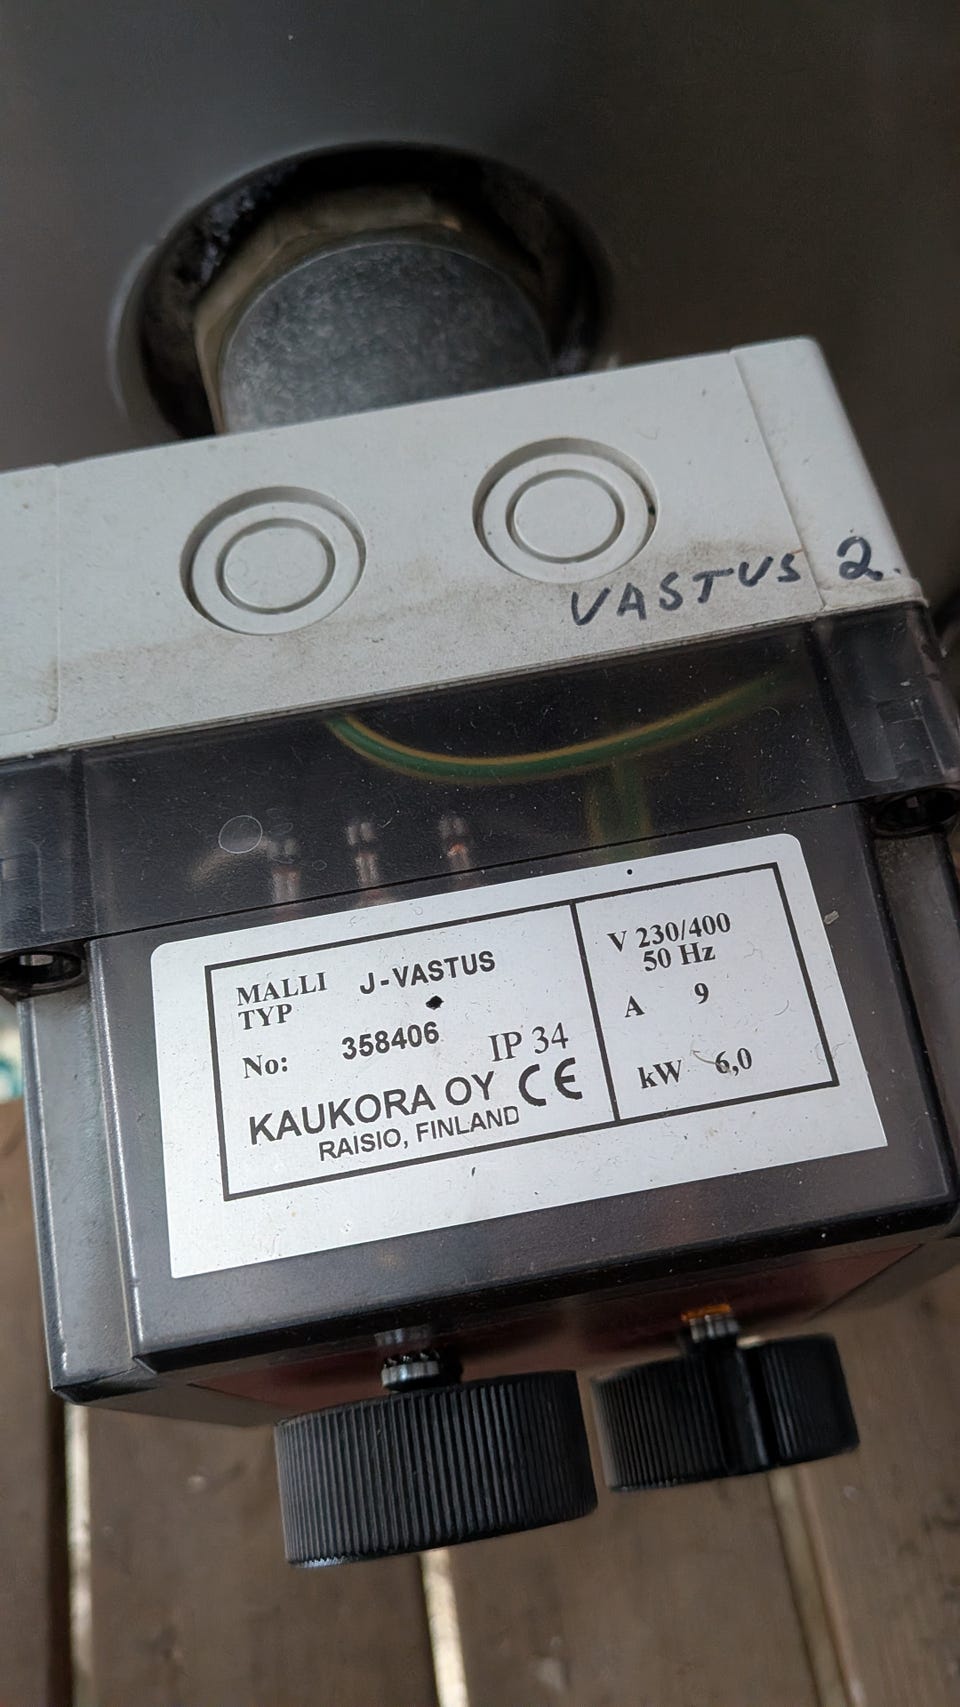 VASTUS 2.
MALLI J-VASTUS
TYP
No: 358406
IP 34
KAUKORA OY CE
RAISIO, FINLAND
V 230/400
50 Hz
A 9
kW 6,0